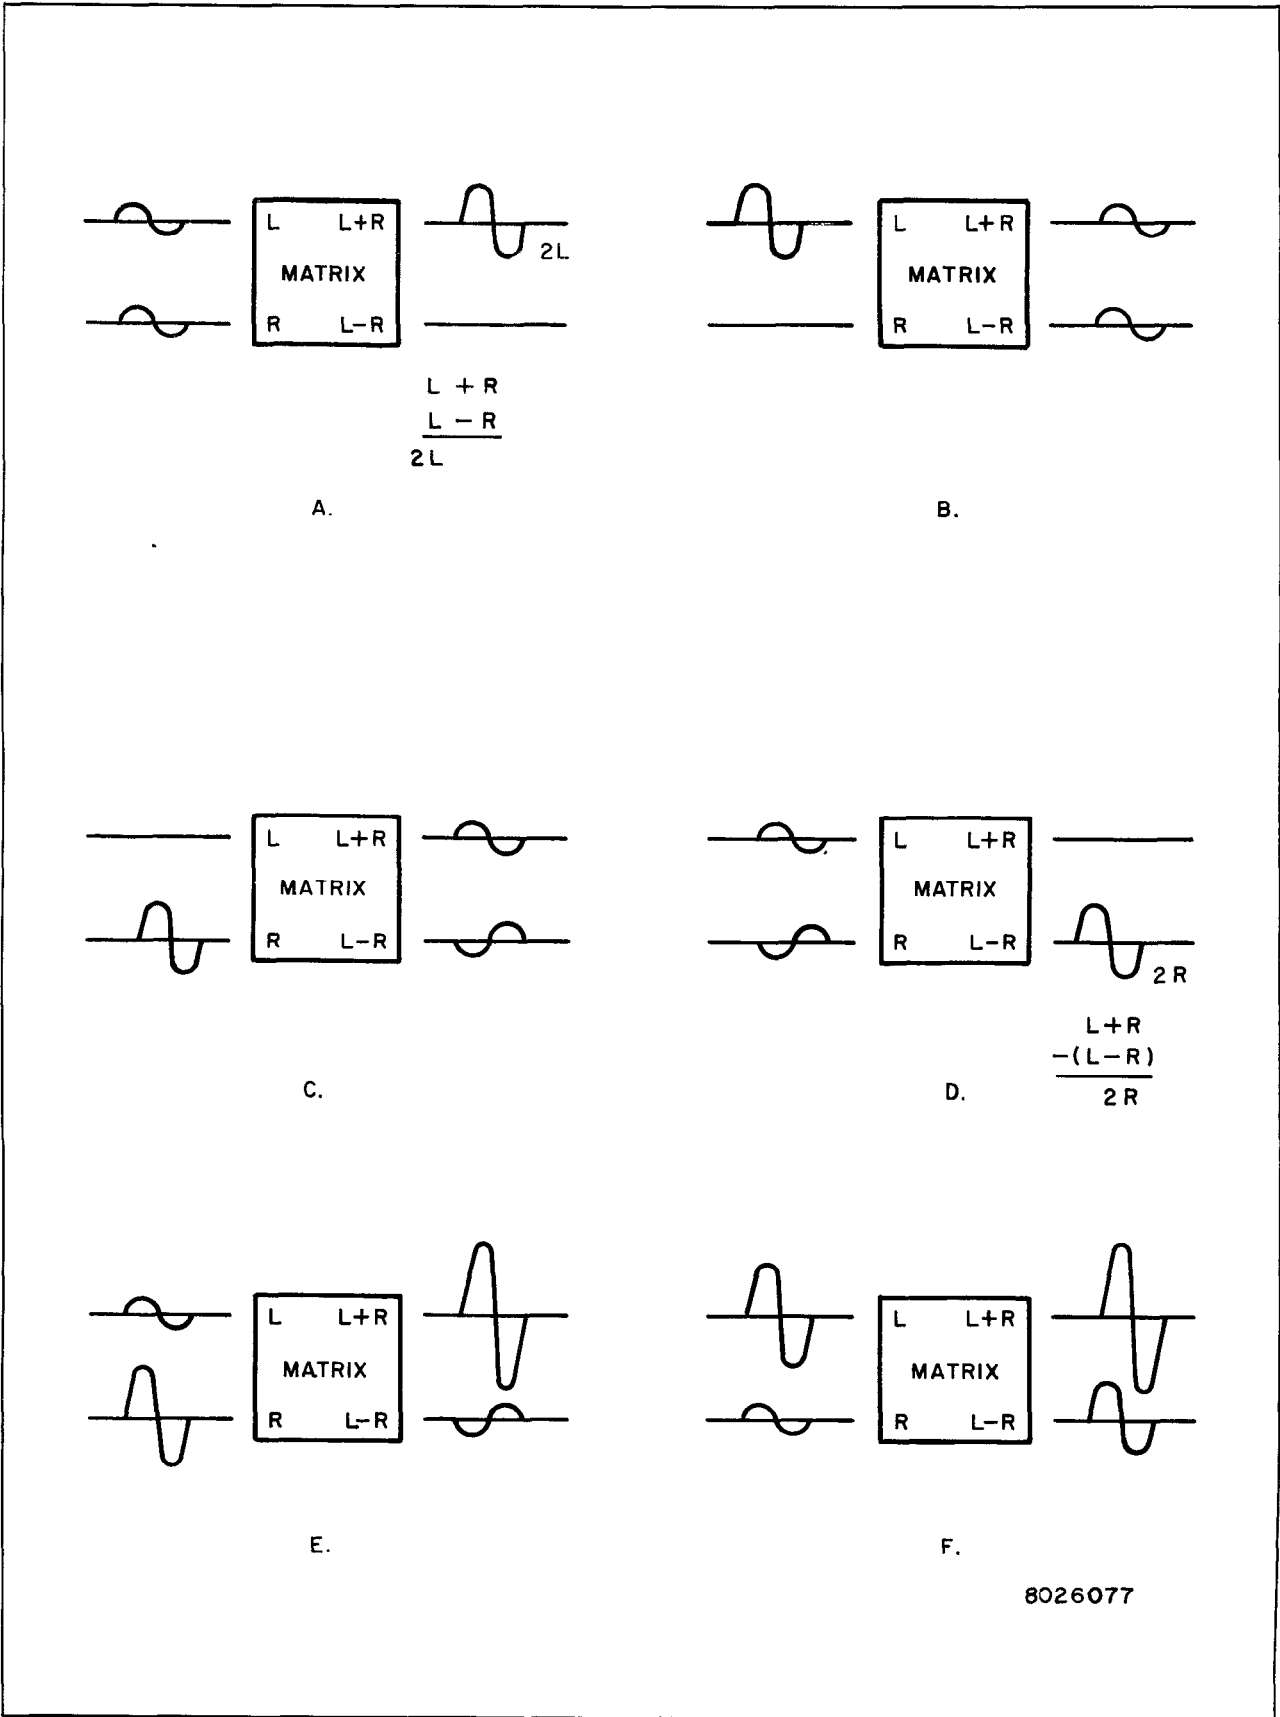 L L+R
2L
MATRIX
R L−R
L + R
L − R
2L
A.
L L+R
MATRIX
R L−R
B.
L L+R
MATRIX
R L−R
C.
L L+R
MATRIX
R L−R
2R
L+R
−(L−R)
2R
D.
L L+R
MATRIX
R L−R
E.
L L+R
MATRIX
R L−R
F.
8026077